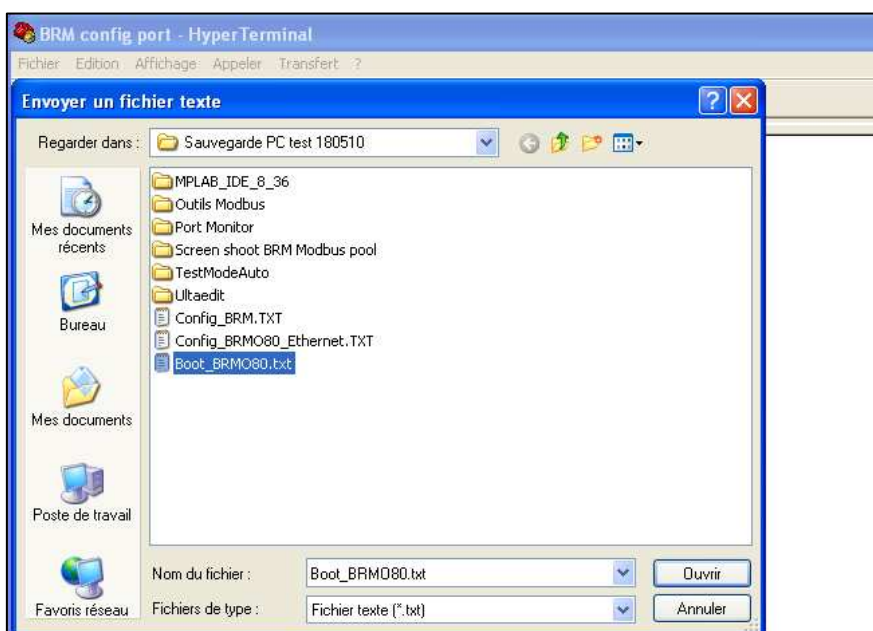 BRM config port - HyperTerminal
Fichier Edition Affichage Appeler Transfert ?
Envoyer un fichier texte
Regarder dans :
Sauvegarde PC test 180510
Mes documents récents
Bureau
Mes documents
Poste de travail
Favoris réseau
MPLAB_IDE_8_36
Outils Modbus
Port Monitor
Screen shoot BRM Modbus pool
TestModeAuto
Ultaedit
Config_BRM.TXT
Config_BRMO80_Ethernet.TXT
Boot_BRMO80.txt
Nom du fichier :
Boot_BRMO80.txt
Ouvrir
Fichiers de type :
Fichier texte (*.txt)
Annuler